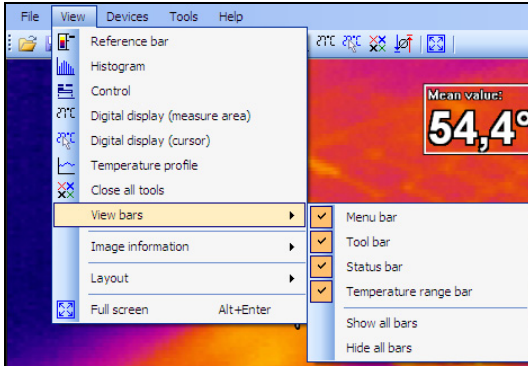 File View Devices Tools Help
Reference bar
Histogram
Control
Digital display (measure area)
Digital display (cursor)
Temperature profile
Close all tools
View bars
Image information
Layout
Full screen Alt+Enter
Menu bar
Tool bar
Status bar
Temperature range bar
Show all bars
Hide all bars
Mean value:
54,4°